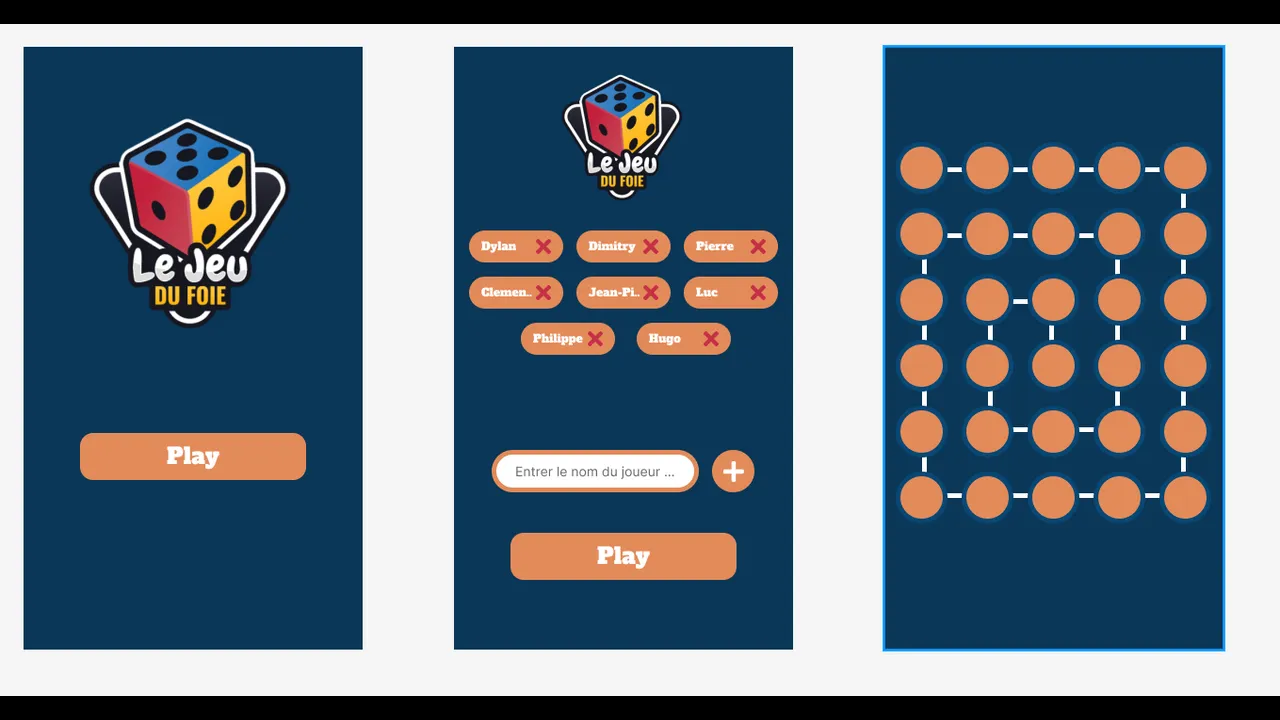 Le Jeu
DU FOIE
Play
Le Jeu
DU FOIE
Dylan
Dimitry
Pierre
Clemen..
Jean-Pi..
Luc
Philippe
Hugo
Entrer le nom du joueur ...
Play